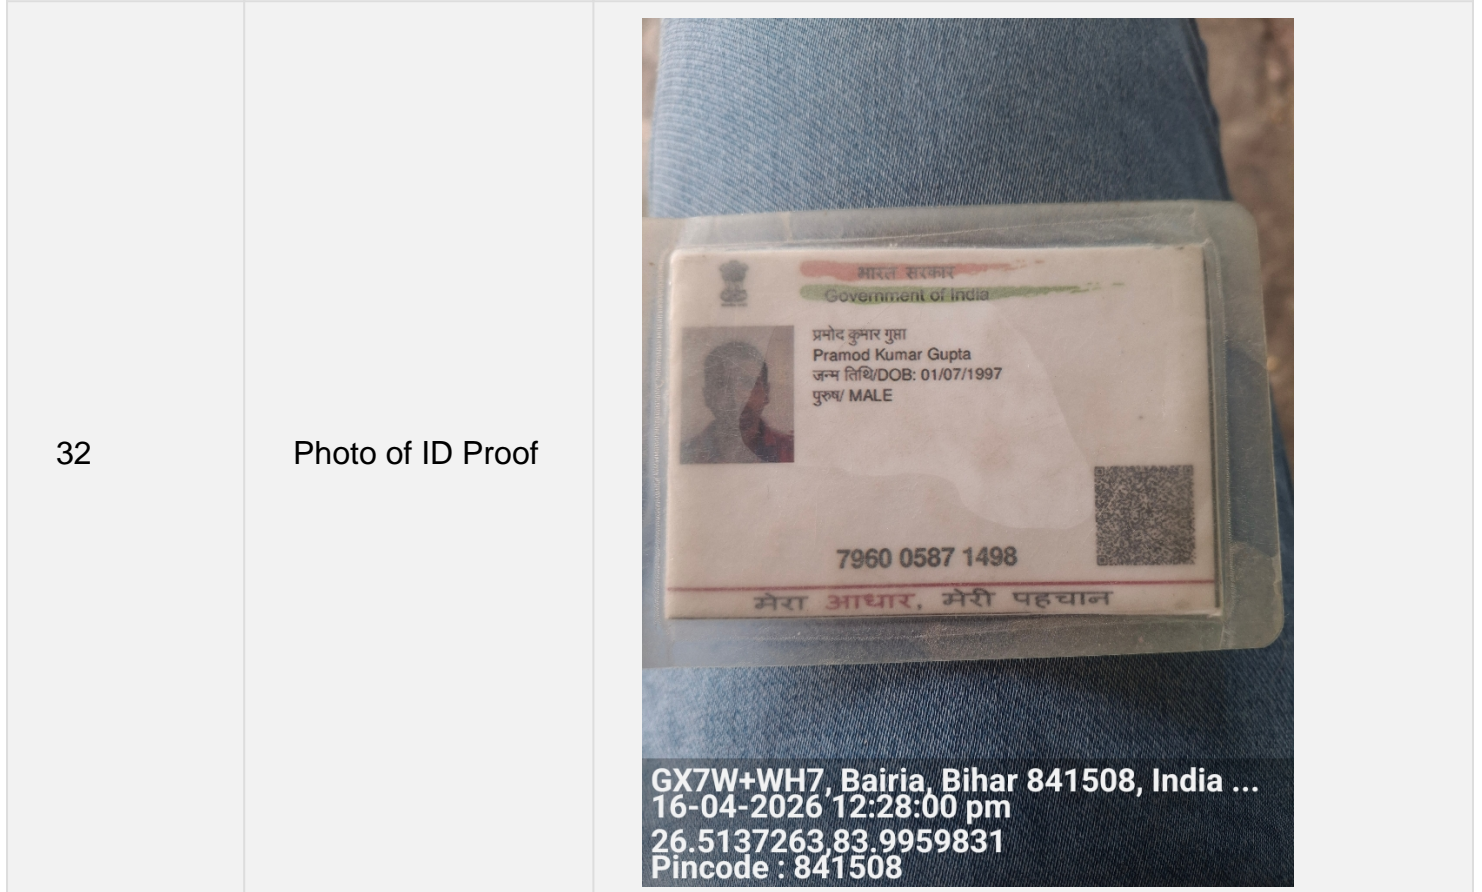 32
Photo of ID Proof
भारत सरकार
Government of India
प्रमोद कुमार गुप्ता
Pramod Kumar Gupta
जन्म तिथि/DOB: 01/07/1997
पुरुष/ MALE
7960 0587 1498
मेरा आधार, मेरी पहचान
GX7W+WH7, Bairia, Bihar 841508, India ...
16-04-2026 12:28:00 pm
26.5137263,83.9959831
Pincode : 841508